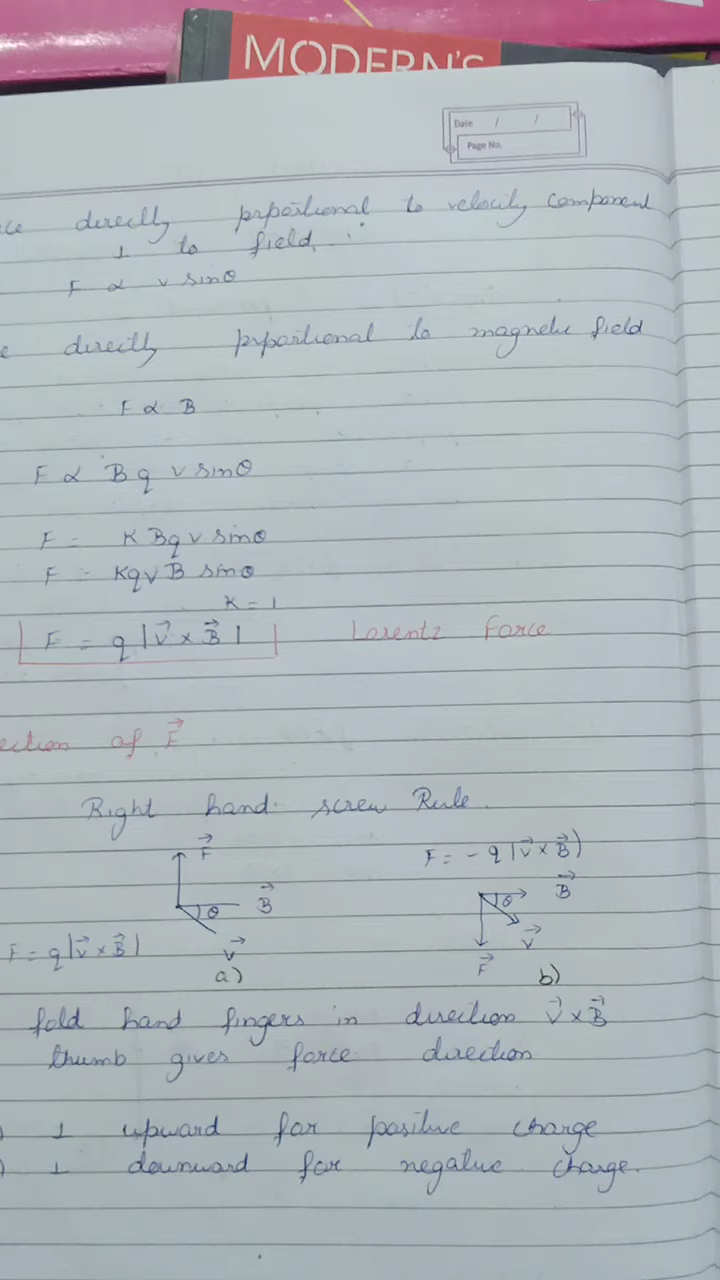 MODERN'S
Date / /
Page No.
directly prportional to velocity component
⊥ to field.
F α v sinθ
directly prportional to magnetic field
F α B
F α Bq v sinθ
F = K Bq v sinθ
F = Kqv B sinθ
K = 1
F = q |v⃗ × B⃗| Lorentz Force
of F⃗
Right hand screw Rule.
F⃗
F = - q |v⃗ × B⃗)
θ B⃗
θ B⃗
F = q|v⃗ × B⃗|
v⃗
v⃗
F⃗
a)
b)
fold hand fingers in direction v⃗ × B⃗
thumb gives force direction
⊥ upward for positive charge
⊥ downward for negative charge.